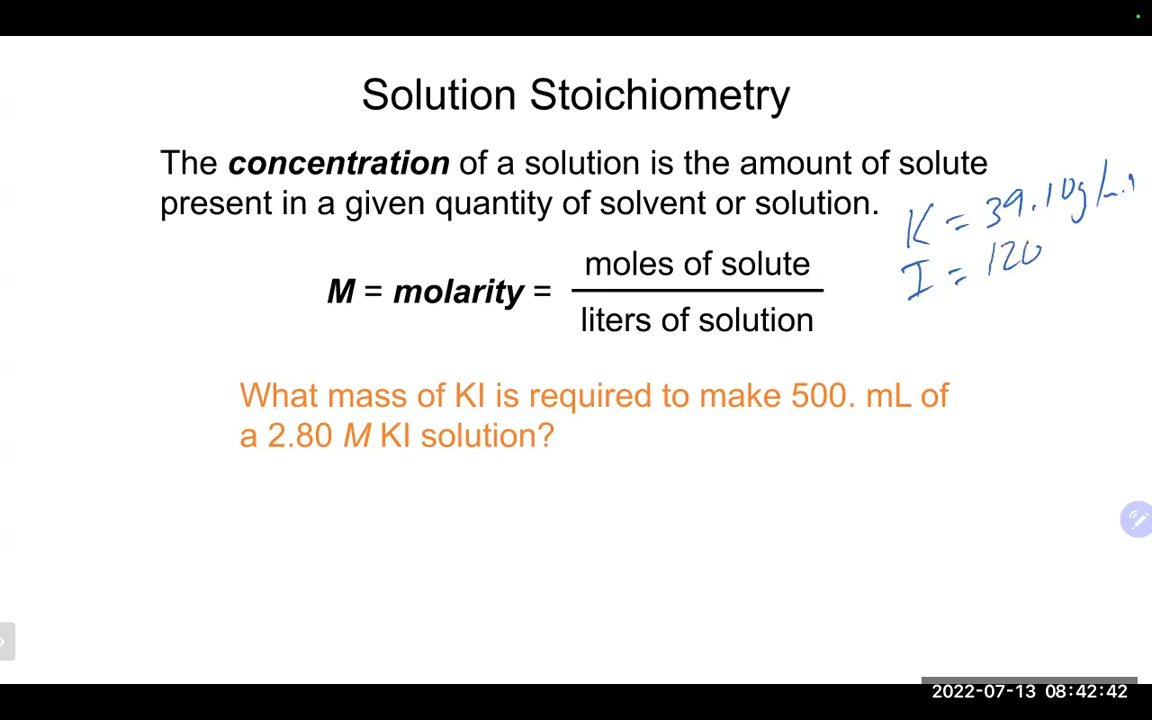 Solution Stoichiometry
The concentration of a solution is the amount of solute
present in a given quantity of solvent or solution.
K = 39.10g/
I = 120
M = molarity = moles of solute
liters of solution
What mass of KI is required to make 500. mL of
a 2.80 M KI solution?
2022-07-13 08:42:42